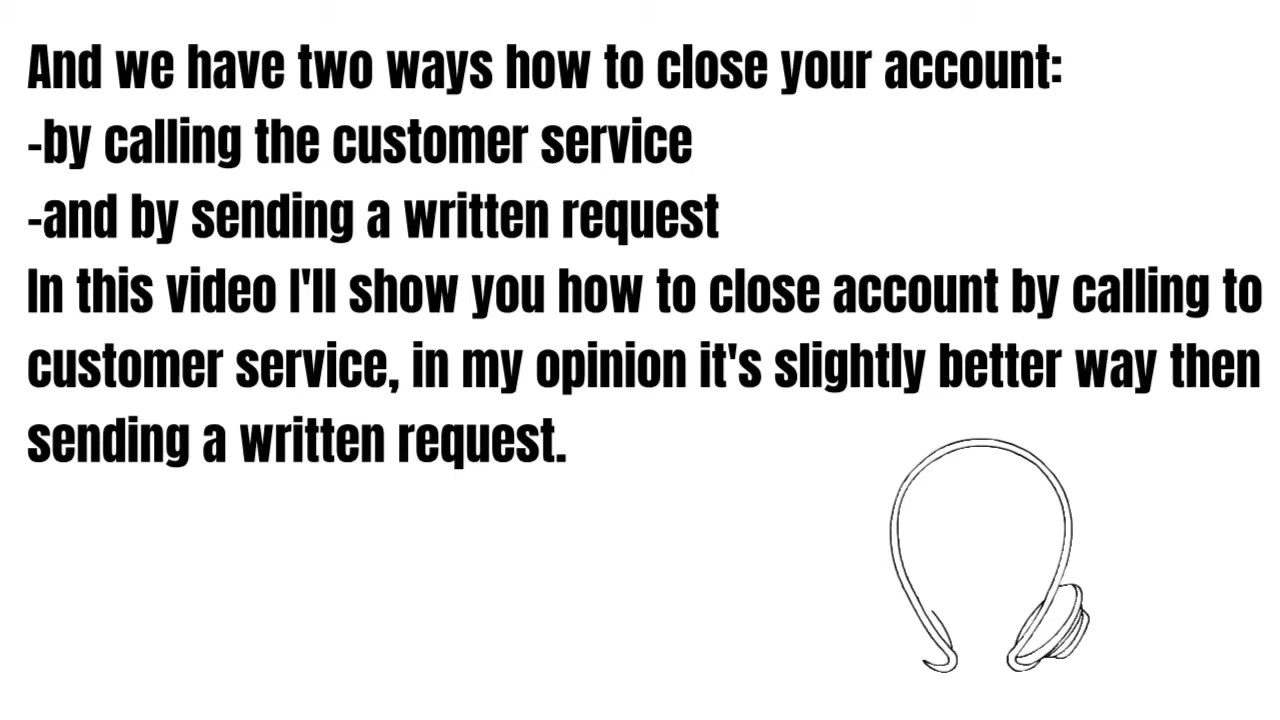 And we have two ways how to close your account:
-by calling the customer service
-and by sending a written request
In this video I'll show you how to close account by calling to
customer service, in my opinion it's slightly better way then
sending a written request.